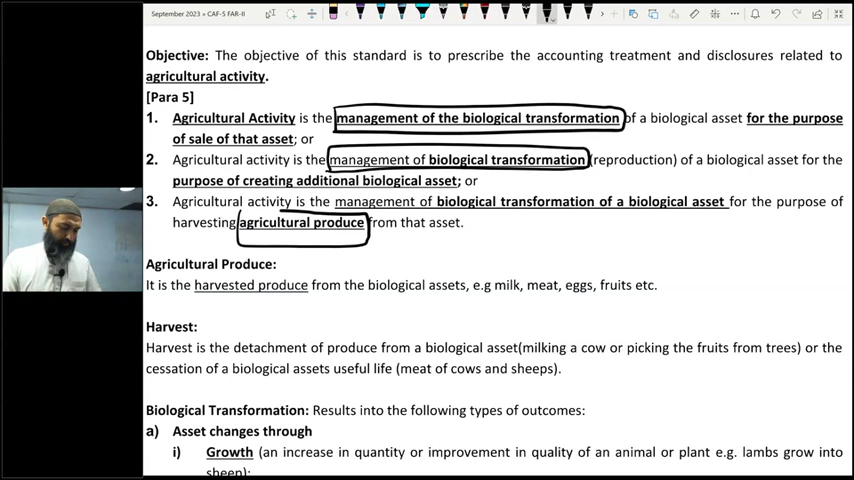 September 2023 » CAF-5 FAR-II
Objective: The objective of this standard is to prescribe the accounting treatment and disclosures related to
agricultural activity.
[Para 5]
1. Agricultural Activity is the management of the biological transformation of a biological asset for the purpose
of sale of that asset; or
2. Agricultural activity is the management of biological transformation (reproduction) of a biological asset for the
purpose of creating additional biological asset; or
3. Agricultural activity is the management of biological transformation of a biological asset for the purpose of
harvesting agricultural produce from that asset.
Agricultural Produce:
It is the harvested produce from the biological assets, e.g milk, meat, eggs, fruits etc.
Harvest:
Harvest is the detachment of produce from a biological asset(milking a cow or picking the fruits from trees) or the
cessation of a biological assets useful life (meat of cows and sheeps).
Biological Transformation: Results into the following types of outcomes:
a) Asset changes through
i) Growth (an increase in quantity or improvement in quality of an animal or plant e.g. lambs grow into
sheep);